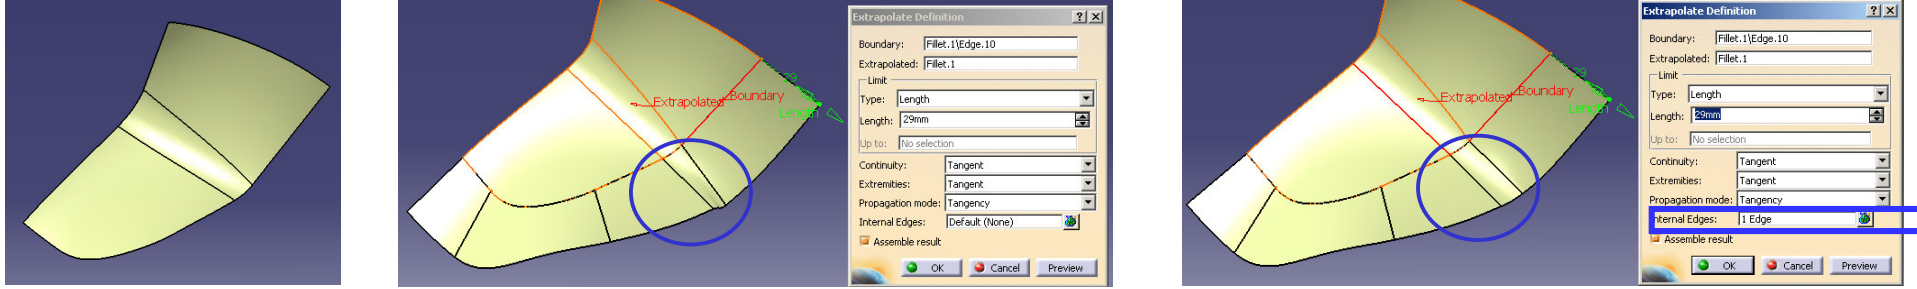 Extrapolate Definition
Boundary: Fillet.1\Edge.10
Extrapolated: Fillet.1
Limit
Type: Length
Length: 29mm
Up to: No selection
Continuity: Tangent
Extremities: Tangent
Propagation mode: Tangency
Internal Edges: Default (None)
Assemble result
OK Cancel Preview
29
Extrapolated Boundary
Length
Extrapolate Definition
Boundary: Fillet.1\Edge.10
Extrapolated: Fillet.1
Limit
Type: Length
Length: 29mm
Up to: No selection
Continuity: Tangent
Extremities: Tangent
Propagation mode: Tangency
Internal Edges: 1 Edge
Assemble result
OK Cancel Preview
29
Extrapolated Boundary
Length